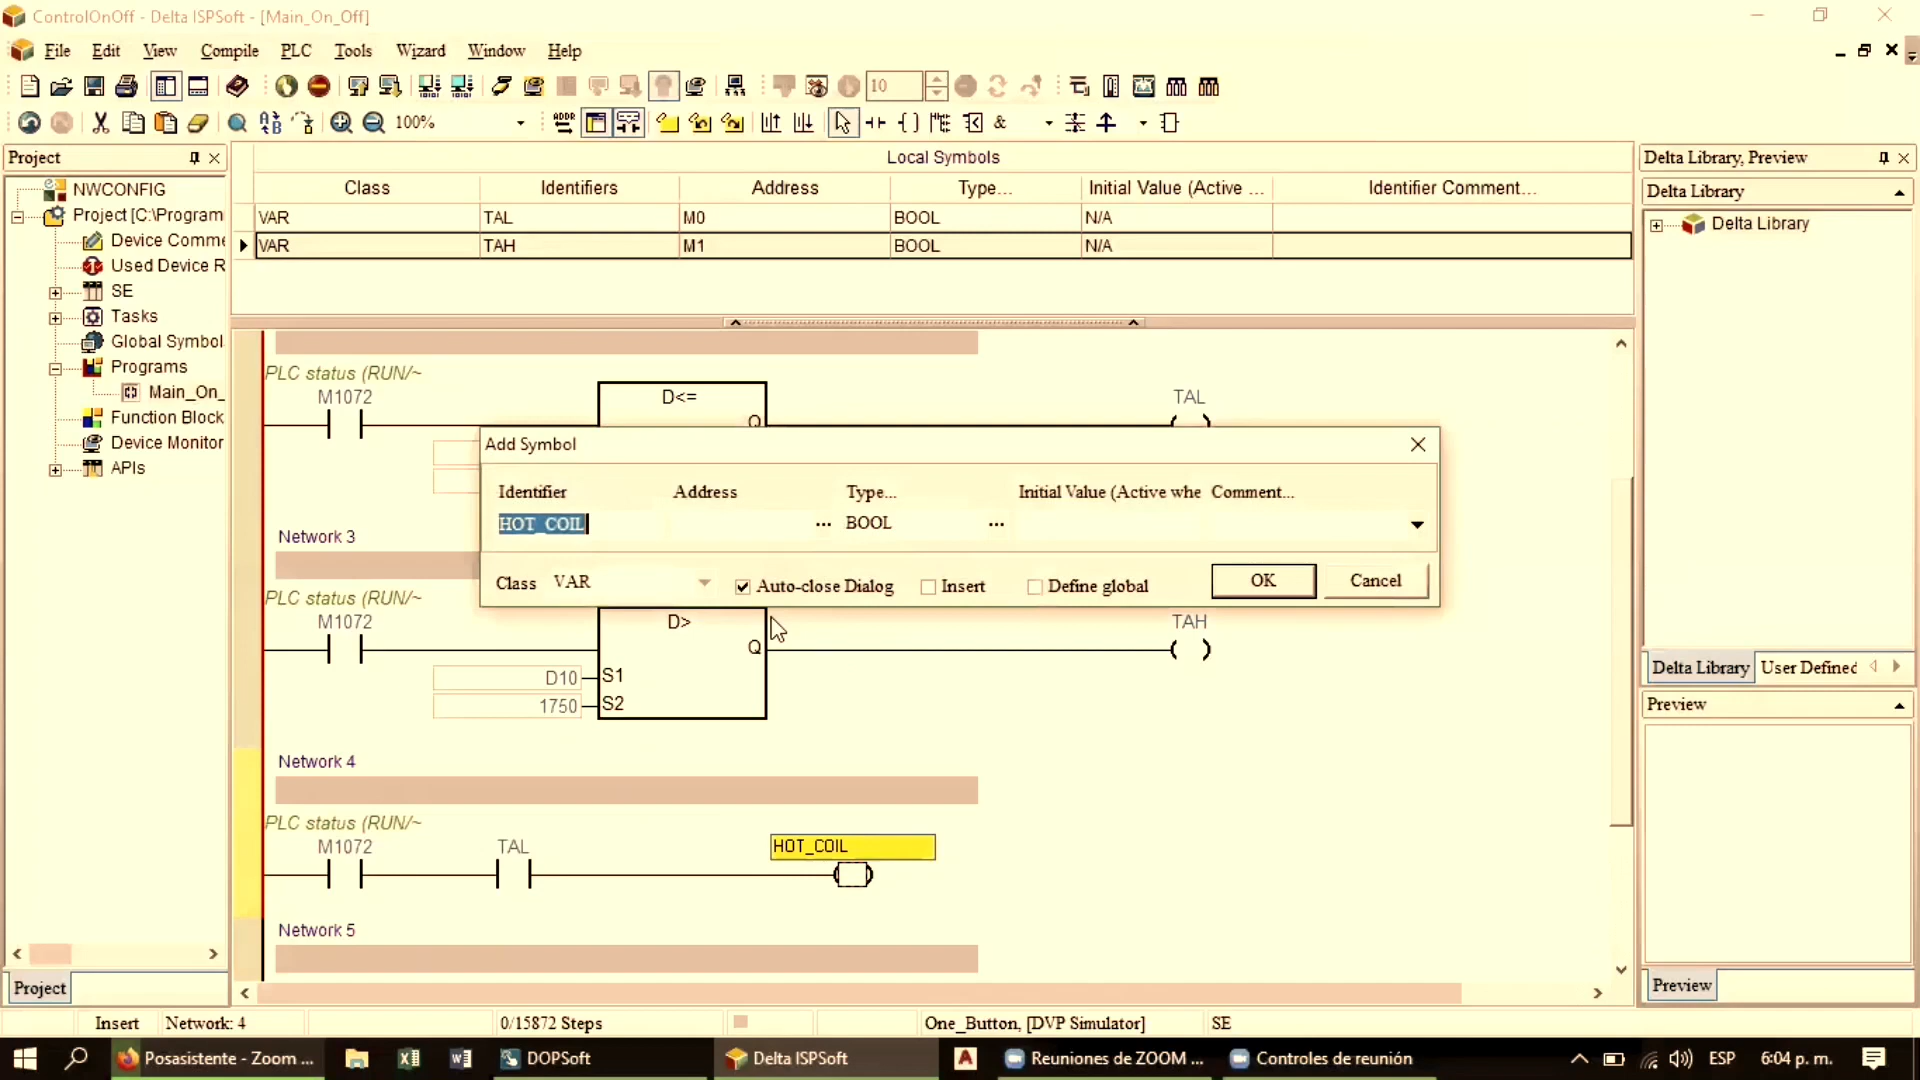 ControlOnOff - Delta ISPSoft - [Main_On_Off]
File Edit View Compile PLC Tools Wizard Window Help
10
100%
Project
NWCONFIG
Project [C:\Program
Device Comme
Used Device R
SE
Tasks
Global Symbol
Programs
Main_On_
Function Block
Device Monitor
APIs
Project
Local Symbols
Class Identifiers Address Type... Initial Value (Active ... Identifier Comment...
VAR TAL M0 BOOL N/A
VAR TAH M1 BOOL N/A
PLC status (RUN/~
M1072 D<= Q TAL
Add Symbol
Identifier Address Type... Initial Value (Active whe Comment...
HOT_COIL ... BOOL ...
Class VAR Auto-close Dialog Insert Define global OK Cancel
Network 3
PLC status (RUN/~
M1072 D> TAH
Q
D10 S1
1750 S2
Network 4
PLC status (RUN/~
M1072 TAL HOT_COIL
Network 5
Delta Library, Preview
Delta Library
Delta Library
Delta Library User Defined
Preview
Preview
Insert Network: 4 0/15872 Steps One_Button, [DVP Simulator] SE
Posasistente - Zoom ... DOPSoft Delta ISPSoft Reuniones de ZOOM ... Controles de reunión ESP 6:04 p. m.